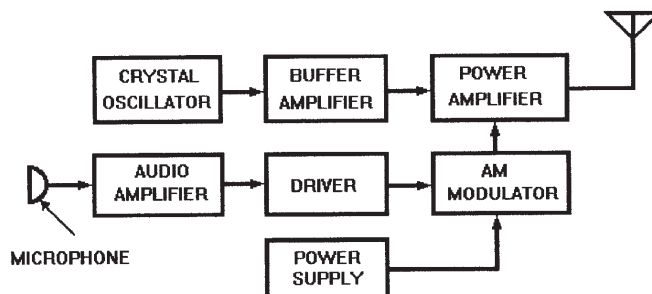 CRYSTAL
OSCILLATOR
BUFFER
AMPLIFIER
POWER
AMPLIFIER
AUDIO
AMPLIFIER
DRIVER
AM
MODULATOR
MICROPHONE
POWER
SUPPLY